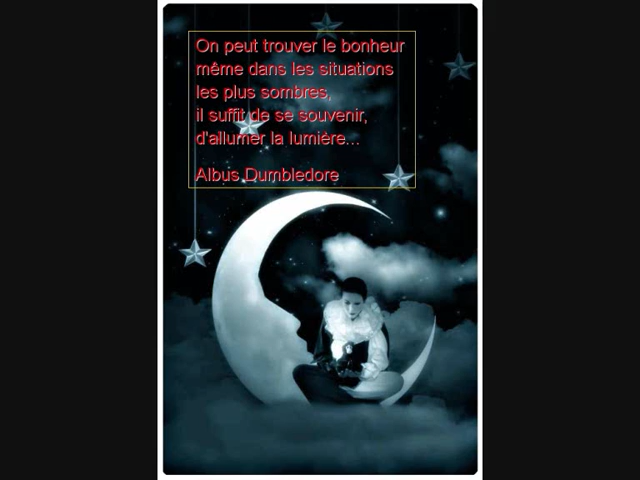 On peut trouver le bonheur
même dans les situations
les plus sombres,
il suffit de se souvenir,
d'allumer la lumière...
Albus Dumbledore